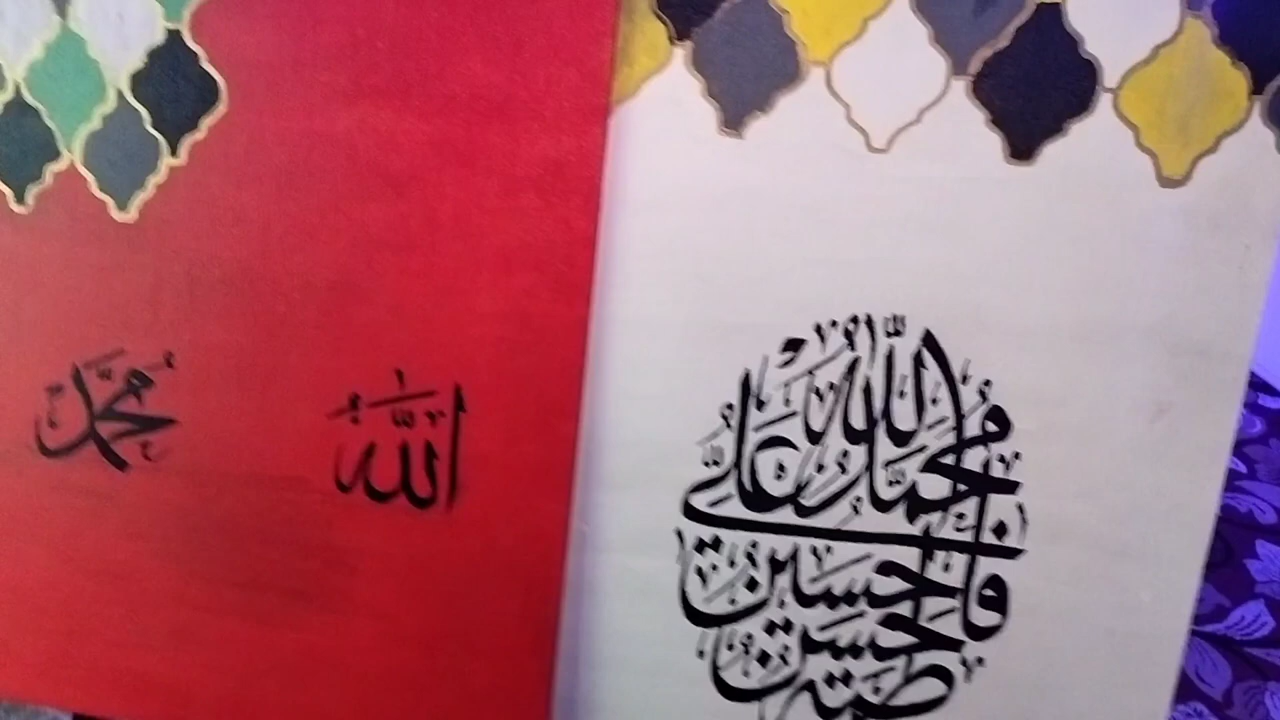 الله
محمد
الله
محمد
علي
فاطمة
حسين
حسن